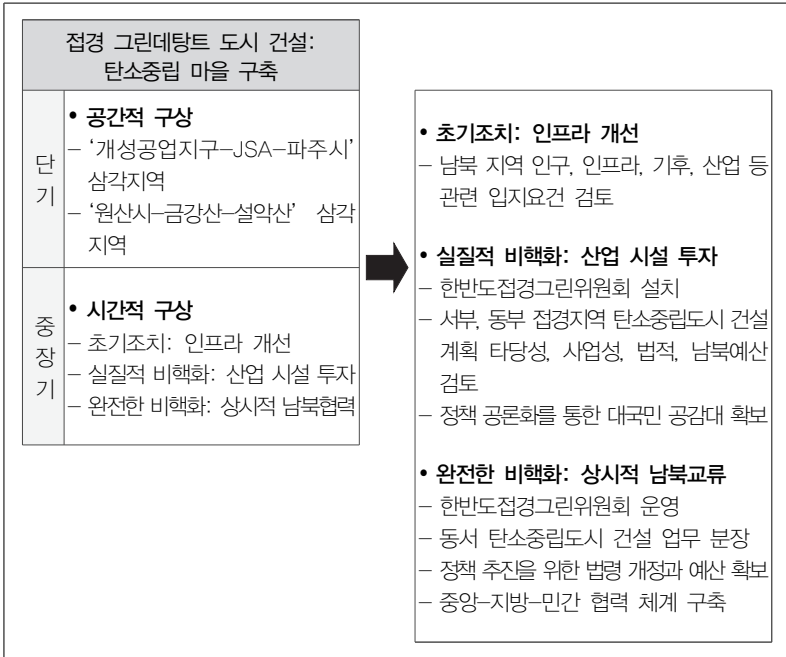 접경 그린데탕트 도시 건설:
탄소중립 마을 구축
단기
• 공간적 구상
– ‘개성공업지구–JSA–파주시’
삼각지역
– ‘원산시–금강산–설악산’ 삼각
지역
중장기
• 시간적 구상
– 초기조치: 인프라 개선
– 실질적 비핵화: 산업 시설 투자
– 완전한 비핵화: 상시적 남북협력
• 초기조치: 인프라 개선
– 남북 지역 인구, 인프라, 기후, 산업 등
관련 입지요건 검토
• 실질적 비핵화: 산업 시설 투자
– 한반도접경그린위원회 설치
– 서부, 동부 접경지역 탄소중립도시 건설
계획 타당성, 사업성, 법적, 남북예산
검토
– 정책 공론화를 통한 대국민 공감대 확보
• 완전한 비핵화: 상시적 남북교류
– 한반도접경그린위원회 운영
– 동서 탄소중립도시 건설 업무 분장
– 정책 추진을 위한 법령 개정과 예산 확보
– 중앙–지방–민간 협력 체계 구축